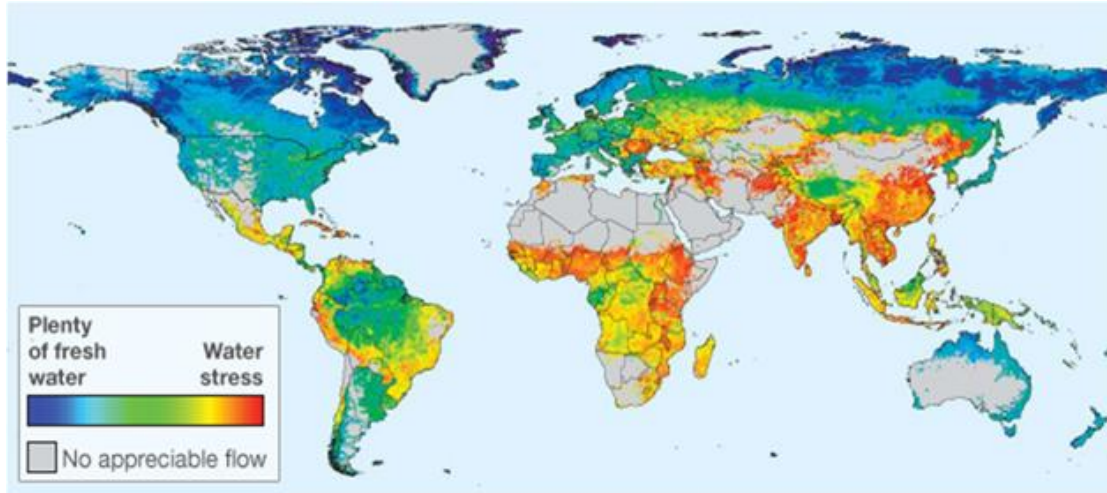 Plenty
of fresh
water
Water
stress
No appreciable flow